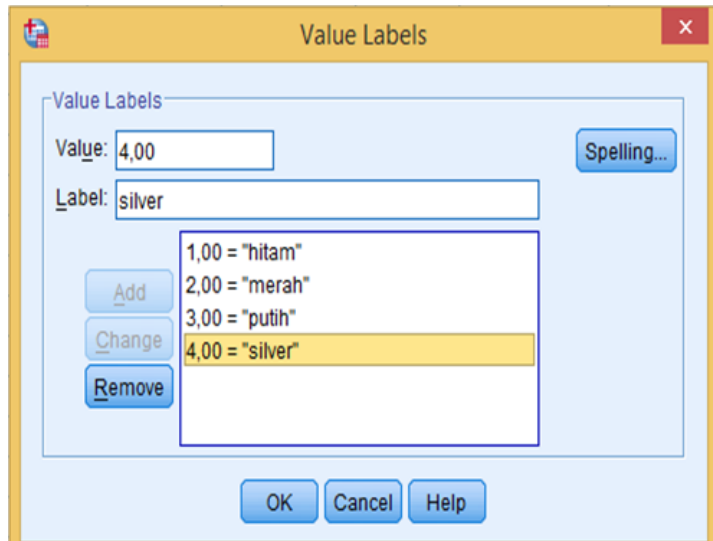 Value Labels
Value Labels
Value: 4,00
Spelling...
Label: silver
1,00 = "hitam"
Add
2,00 = "merah"
3,00 = "putih"
Change
4,00 = "silver"
Remove
OK Cancel Help